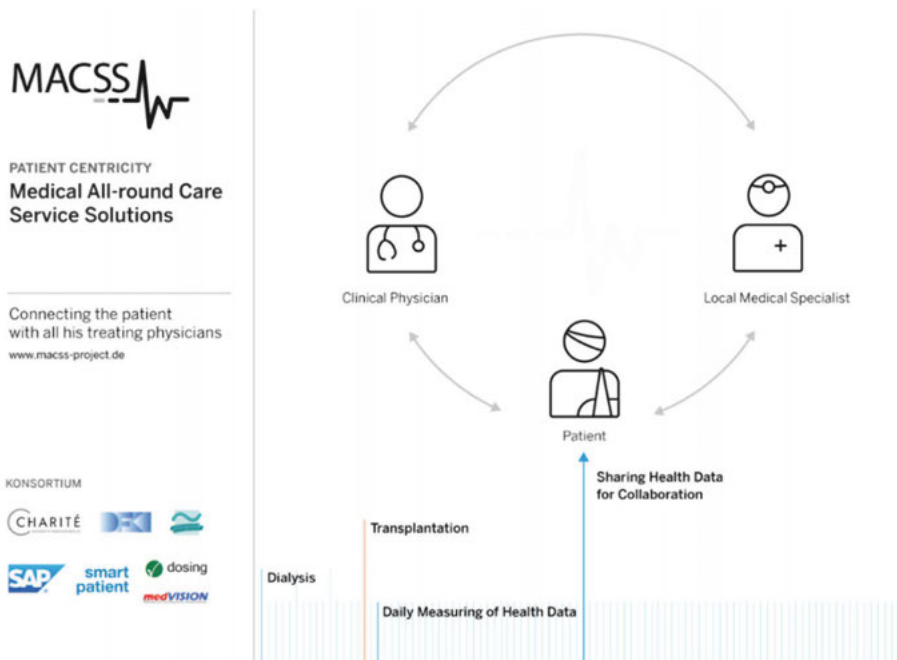 MACSS
PATIENT CENTRICITY
Medical All-round Care
Service Solutions
Connecting the patient
with all his treating physicians
www.macss-project.de
KONSORTIUM
CHARITÉ
DFKI
SAP
smart
patient
dosing
medVISION
Clinical Physician
Local Medical Specialist
Patient
Sharing Health Data
for Collaboration
Transplantation
Dialysis
Daily Measuring of Health Data